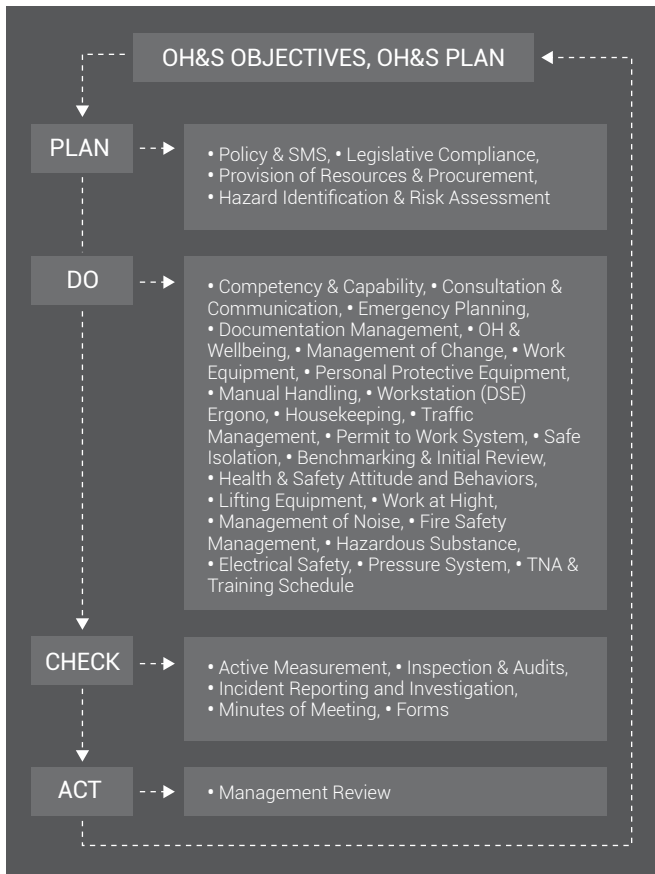 OH&S OBJECTIVES, OH&S PLAN
PLAN
• Policy & SMS, • Legislative Compliance,
• Provision of Resources & Procurement,
• Hazard Identification & Risk Assessment
DO
• Competency & Capability, • Consultation &
Communication, • Emergency Planning,
• Documentation Management, • OH &
Wellbeing, • Management of Change, • Work
Equipment, • Personal Protective Equipment,
• Manual Handling, • Workstation (DSE)
Ergono, • Housekeeping, • Traffic
Management, • Permit to Work System, • Safe
Isolation, • Benchmarking & Initial Review,
• Health & Safety Attitude and Behaviors,
• Lifting Equipment, • Work at Hight,
• Management of Noise, • Fire Safety
Management, • Hazardous Substance,
• Electrical Safety, • Pressure System, • TNA &
Training Schedule
CHECK
• Active Measurement, • Inspection & Audits,
• Incident Reporting and Investigation,
• Minutes of Meeting, • Forms
ACT
• Management Review